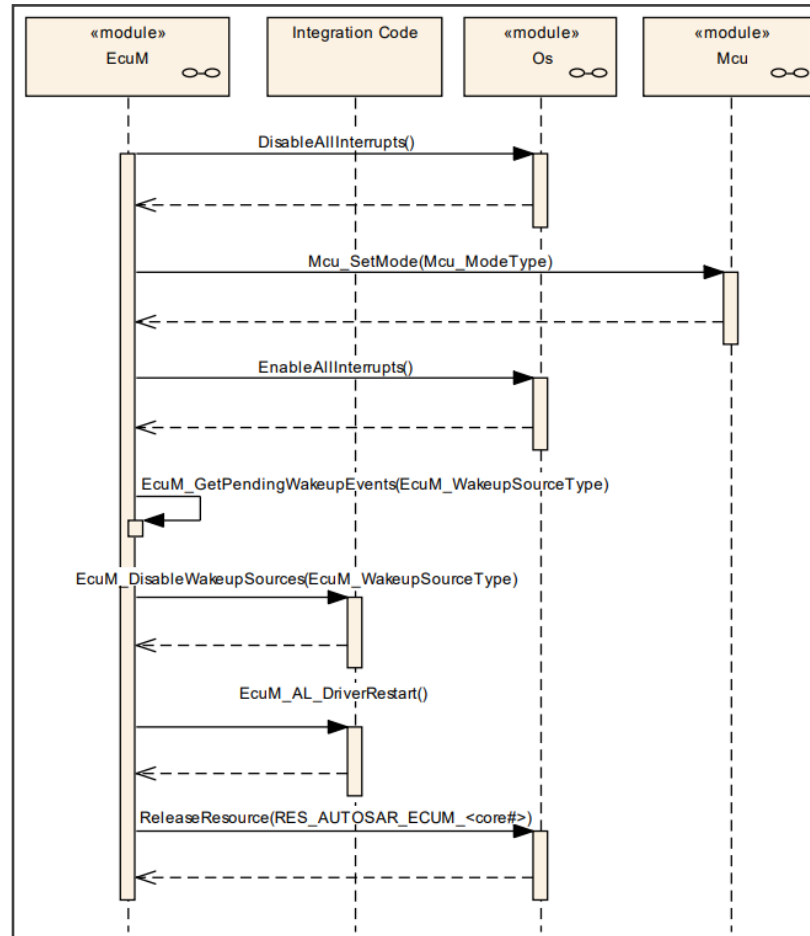 «module»
EcuM
Integration Code
«module»
Os
«module»
Mcu
DisableAllInterrupts()
Mcu_SetMode(Mcu_ModeType)
EnableAllInterrupts()
EcuM_GetPendingWakeupEvents(EcuM_WakeupSourceType)
EcuM_DisableWakeupSources(EcuM_WakeupSourceType)
EcuM_AL_DriverRestart()
ReleaseResource(RES_AUTOSAR_ECUM_<core#>)